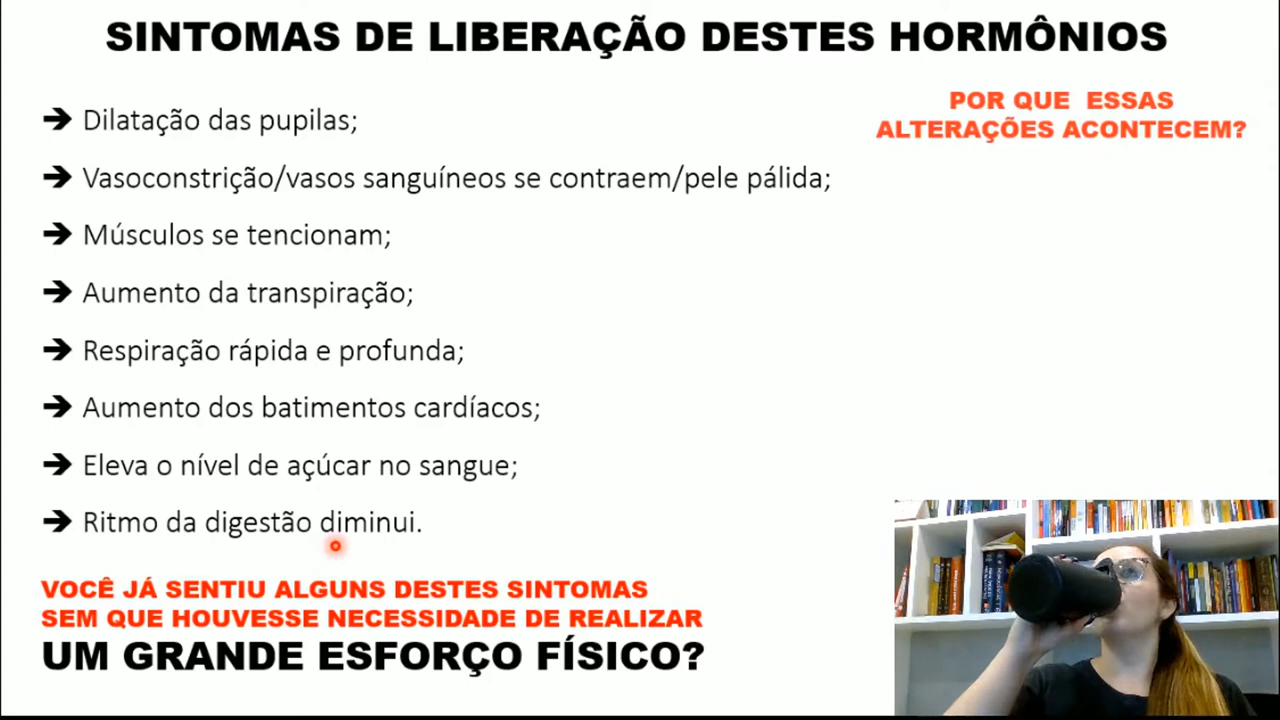 SINTOMAS DE LIBERAÇÃO DESTES HORMÔNIOS
POR QUE ESSAS
ALTERAÇÕES ACONTECEM?
➔ Dilatação das pupilas;
➔ Vasoconstrição/vasos sanguíneos se contraem/pele pálida;
➔ Músculos se tencionam;
➔ Aumento da transpiração;
➔ Respiração rápida e profunda;
➔ Aumento dos batimentos cardíacos;
➔ Eleva o nível de açúcar no sangue;
➔ Ritmo da digestão diminui.
VOCÊ JÁ SENTIU ALGUNS DESTES SINTOMAS
SEM QUE HOUVESSE NECESSIDADE DE REALIZAR
UM GRANDE ESFORÇO FÍSICO?